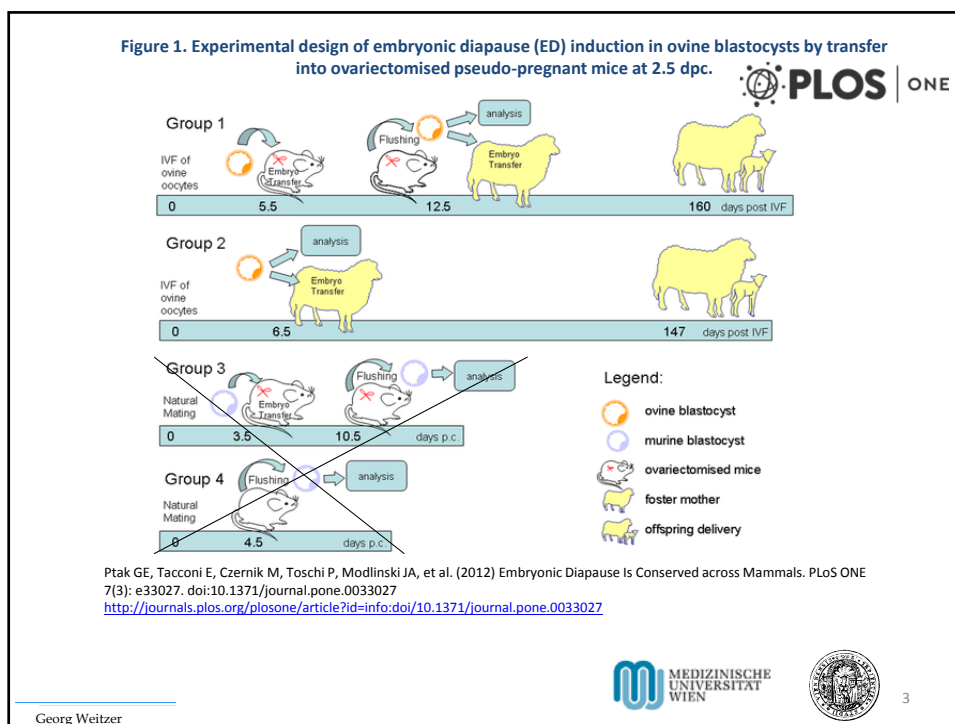 Figure 1. Experimental design of embryonic diapause (ED) induction in ovine blastocysts by transfer
into ovariectomised pseudo-pregnant mice at 2.5 dpc.
PLOS | ONE
Group 1
IVF of
ovine
oocytes
Embryo
Transfer
Flushing
analysis
Embryo
Transfer
0 5.5 12.5 160 days post IVF
Group 2
IVF of
ovine
oocytes
analysis
Embryo
Transfer
0 6.5 147 days post IVF
Group 3
Natural
Mating
Embryo
Transfer
Flushing
analysis
0 3.5 10.5 days p.c.
Group 4
Natural
Mating
Flushing
analysis
0 4.5 days p.c.
Legend:
ovine blastocyst
murine blastocyst
ovariectomised mice
foster mother
offspring delivery
Ptak GE, Tacconi E, Czernik M, Toschi P, Modlinski JA, et al. (2012) Embryonic Diapause Is Conserved across Mammals. PLoS ONE
7(3): e33027. doi:10.1371/journal.pone.0033027
http://journals.plos.org/plosone/article?id=info:doi/10.1371/journal.pone.0033027
MEDIZINISCHE
UNIVERSITÄT
WIEN
3
Georg Weitzer